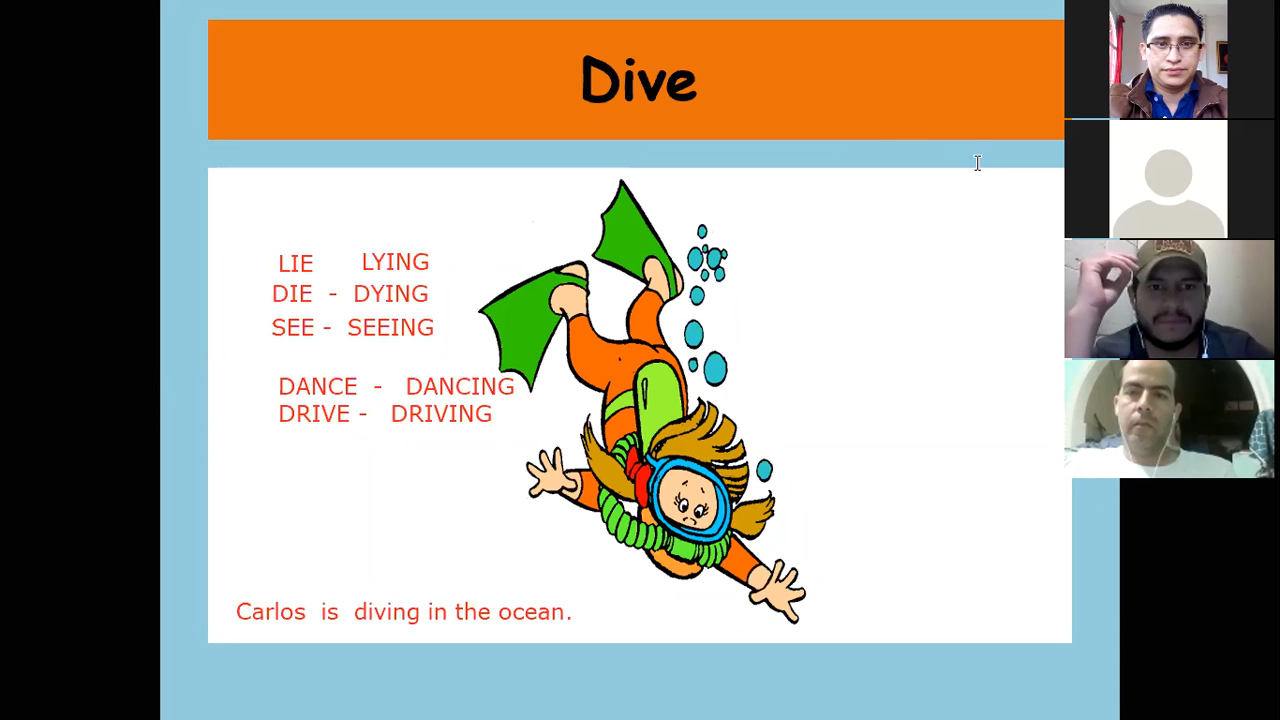 Dive
LIE LYING
DIE - DYING
SEE - SEEING
DANCE - DANCING
DRIVE - DRIVING
Carlos is diving in the ocean.